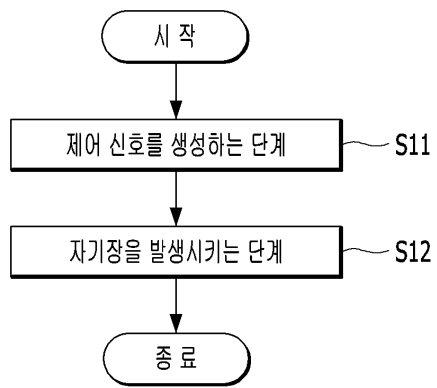 시 작
제어 신호를 생성하는 단계
S11
자기장을 발생시키는 단계
S12
종 료